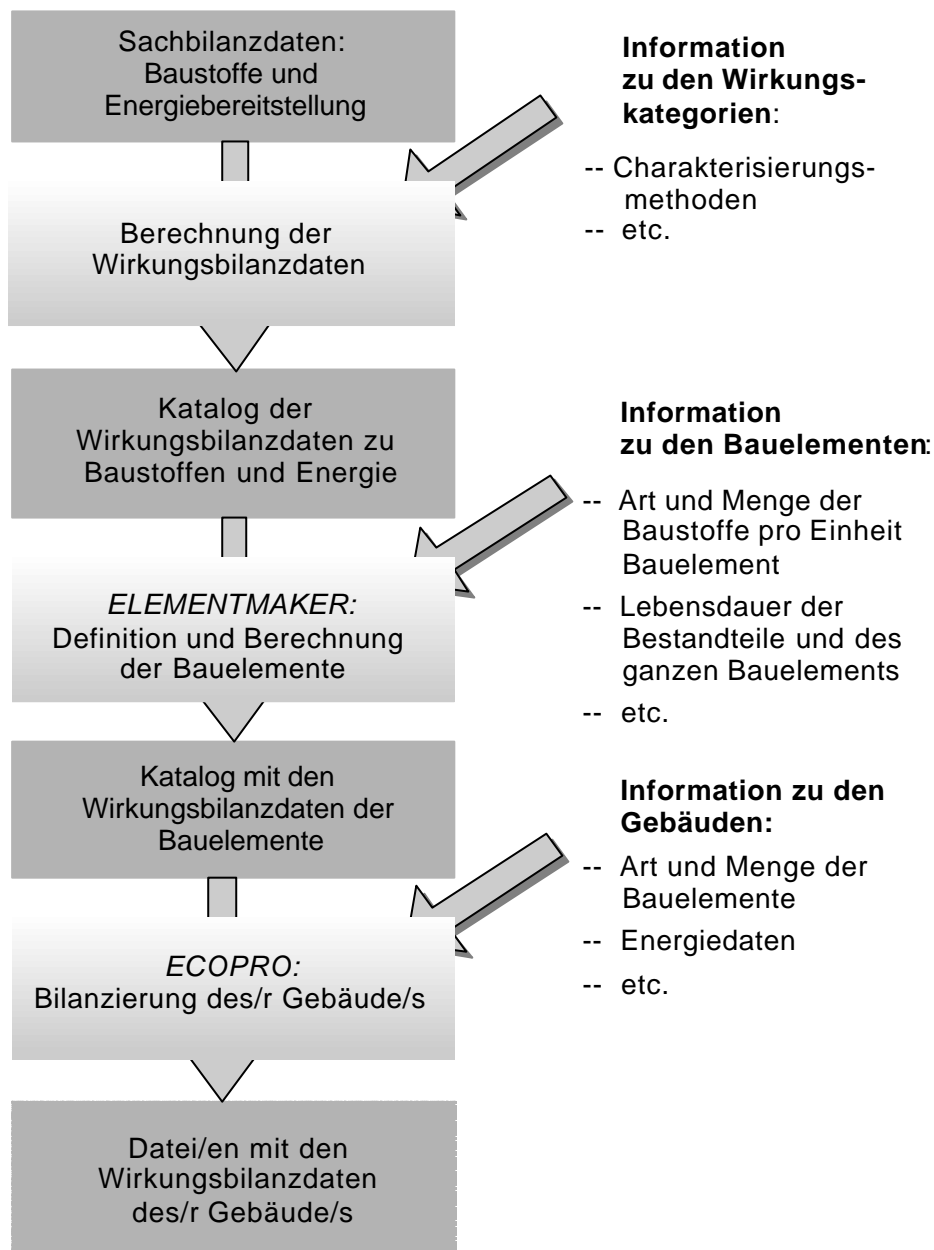 Sachbilanzdaten:
Baustoffe und
Energiebereitstellung
Information
zu den Wirkungs-
kategorien:
-- Charakterisierungs-
methoden
-- etc.
Berechnung der
Wirkungsbilanzdaten
Katalog der
Wirkungsbilanzdaten zu
Baustoffen und Energie
Information
zu den Bauelementen:
-- Art und Menge der
Baustoffe pro Einheit
Bauelement
-- Lebensdauer der
Bestandteile und des
ganzen Bauelements
-- etc.
ELEMENTMAKER:
Definition und Berechnung
der Bauelemente
Katalog mit den
Wirkungsbilanzdaten der
Bauelemente
Information zu den
Gebäuden:
-- Art und Menge der
Bauelemente
-- Energiedaten
-- etc.
ECOPRO:
Bilanzierung des/r Gebäude/s
Datei/en mit den
Wirkungsbilanzdaten
des/r Gebäude/s